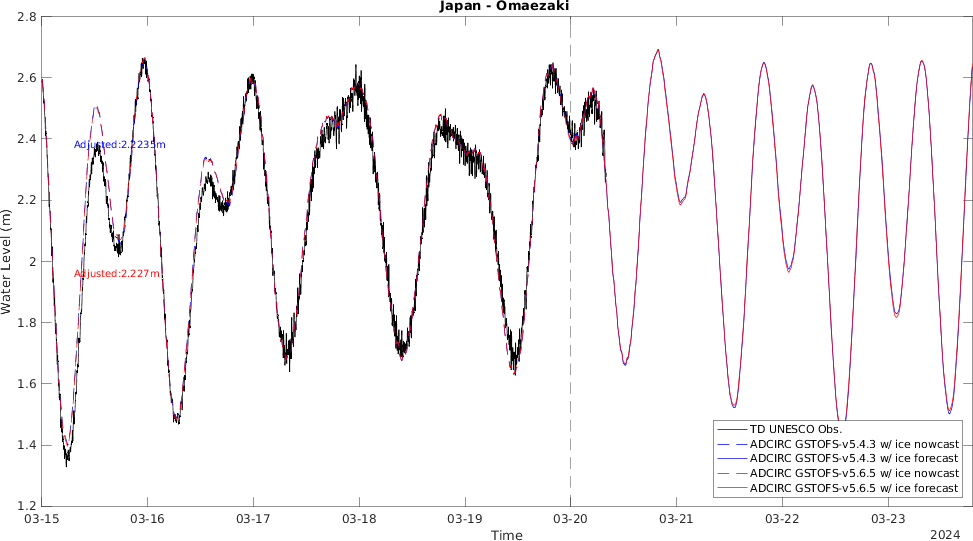 Japan - Omaezaki
2.8
2.6
2.4
2.2
2
1.8
1.6
1.4
1.2
Water Level (m)
Adjusted:2.2235m
Adjusted:2.227m
TD UNESCO Obs.
ADCIRC GSTOFS-v5.4.3 w/ ice nowcast
ADCIRC GSTOFS-v5.4.3 w/ ice forecast
ADCIRC GSTOFS-v5.6.5 w/ ice nowcast
ADCIRC GSTOFS-v5.6.5 w/ ice forecast
03-15 03-16 03-17 03-18 03-19 03-20 03-21 03-22 03-23
Time
2024